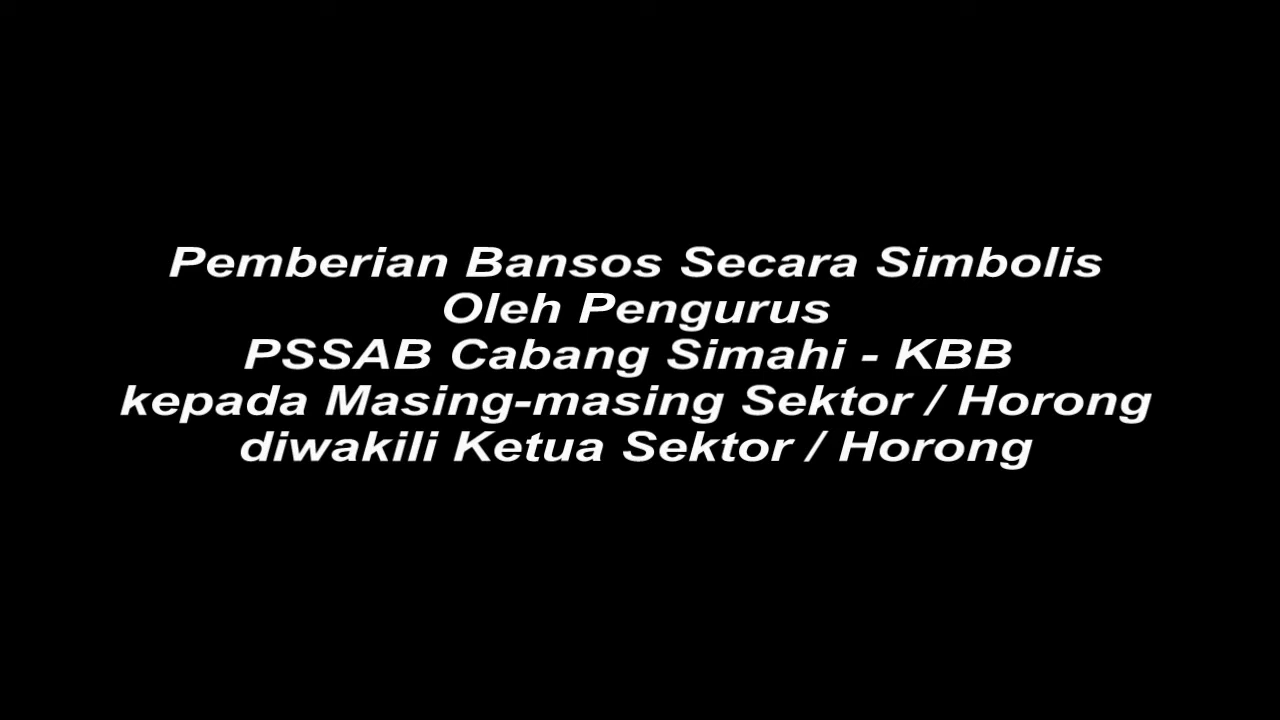 Pemberian Bansos Secara Simbolis
Oleh Pengurus
PSSAB Cabang Simahi - KBB
kepada Masing-masing Sektor / Horong
diwakili Ketua Sektor / Horong